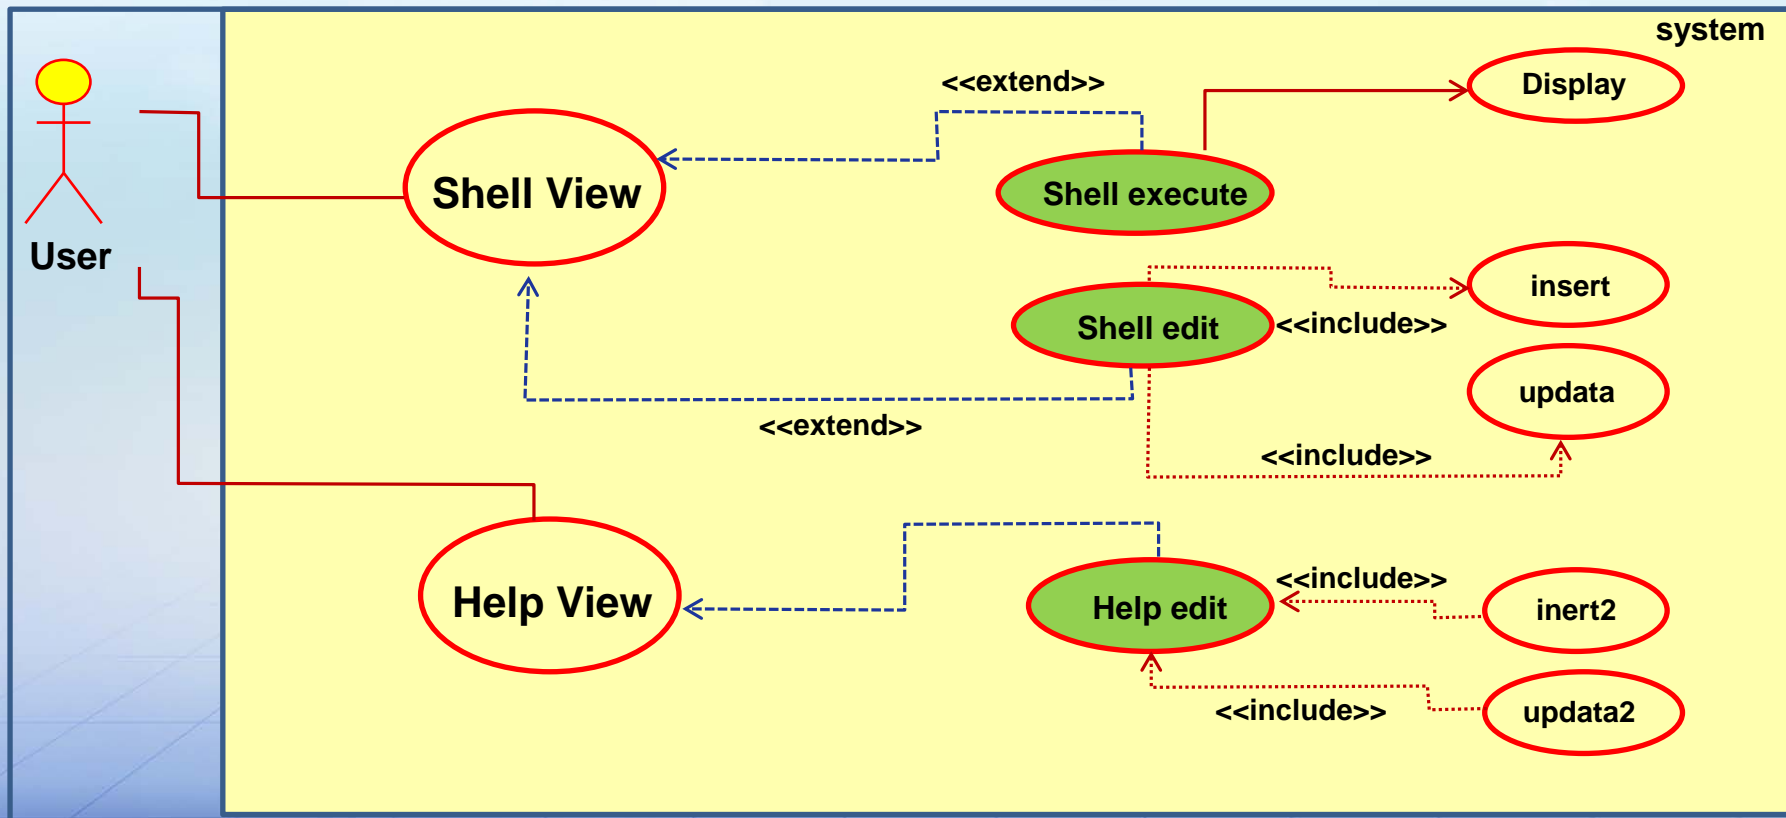 system
<<extend>>
Display
Shell View
Shell execute
User
insert
Shell edit
<<include>>
updata
<<extend>>
<<include>>
Help View
Help edit
<<include>>
inert2
<<include>>
updata2